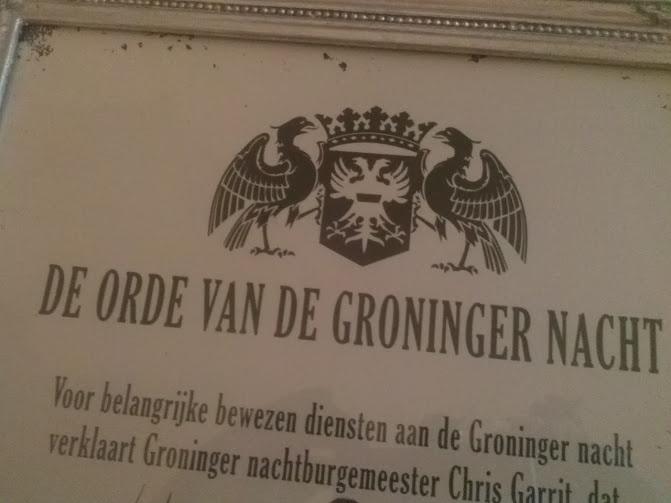 DE ORDE VAN DE GRONINGER NACHT
Voor belangrijke bewezen diensten aan de Groninger nacht
verklaart Groninger nachtburgemeester Chris Garrit, dat